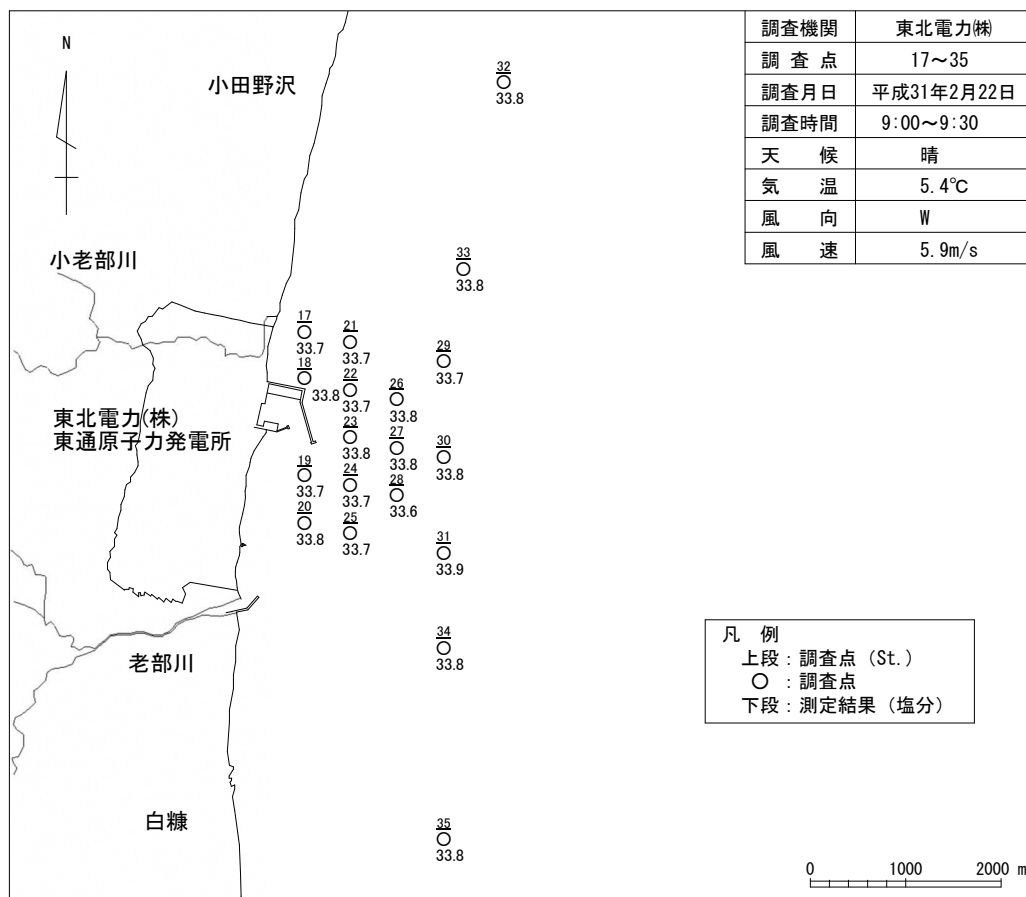 N
小田野沢
小老部川
東北電力(株)
東通原子力発電所
老部川
白糠
調査機関 東北電力㈱
調査点 17～35
調査月日 平成31年2月22日
調査時間 9:00～9:30
天候 晴
気温 5.4℃
風向 W
風速 5.9m/s
32
33.8
33
33.8
17
33.7
21
33.7
29
33.7
18
33.8
22
33.7
26
33.8
23
33.8
27
33.8
30
33.8
19
33.7
24
33.7
28
33.6
20
33.8
25
33.7
31
33.9
34
33.8
35
33.8
凡 例
上段：調査点（St.）
○ ：調査点
下段：測定結果（塩分）
0 1000 2000 m